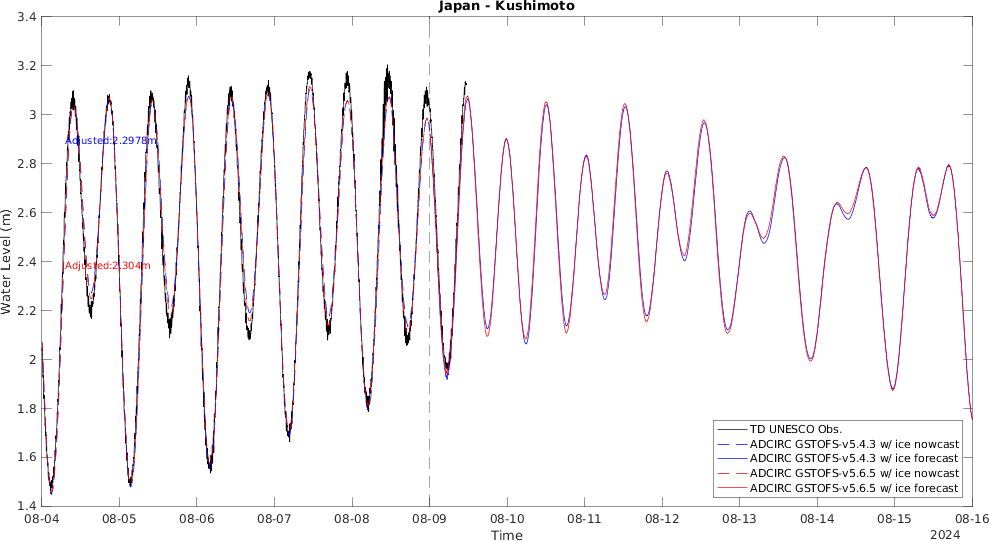 Japan - Kushimoto
Water Level (m)
3.4
3.2
3
2.8
2.6
2.4
2.2
2
1.8
1.6
1.4
Adjusted:2.2978m
Adjusted:2.304m
TD UNESCO Obs.
ADCIRC GSTOFS-v5.4.3 w/ ice nowcast
ADCIRC GSTOFS-v5.4.3 w/ ice forecast
ADCIRC GSTOFS-v5.6.5 w/ ice nowcast
ADCIRC GSTOFS-v5.6.5 w/ ice forecast
08-04 08-05 08-06 08-07 08-08 08-09 08-10 08-11 08-12 08-13 08-14 08-15 08-16
Time
2024